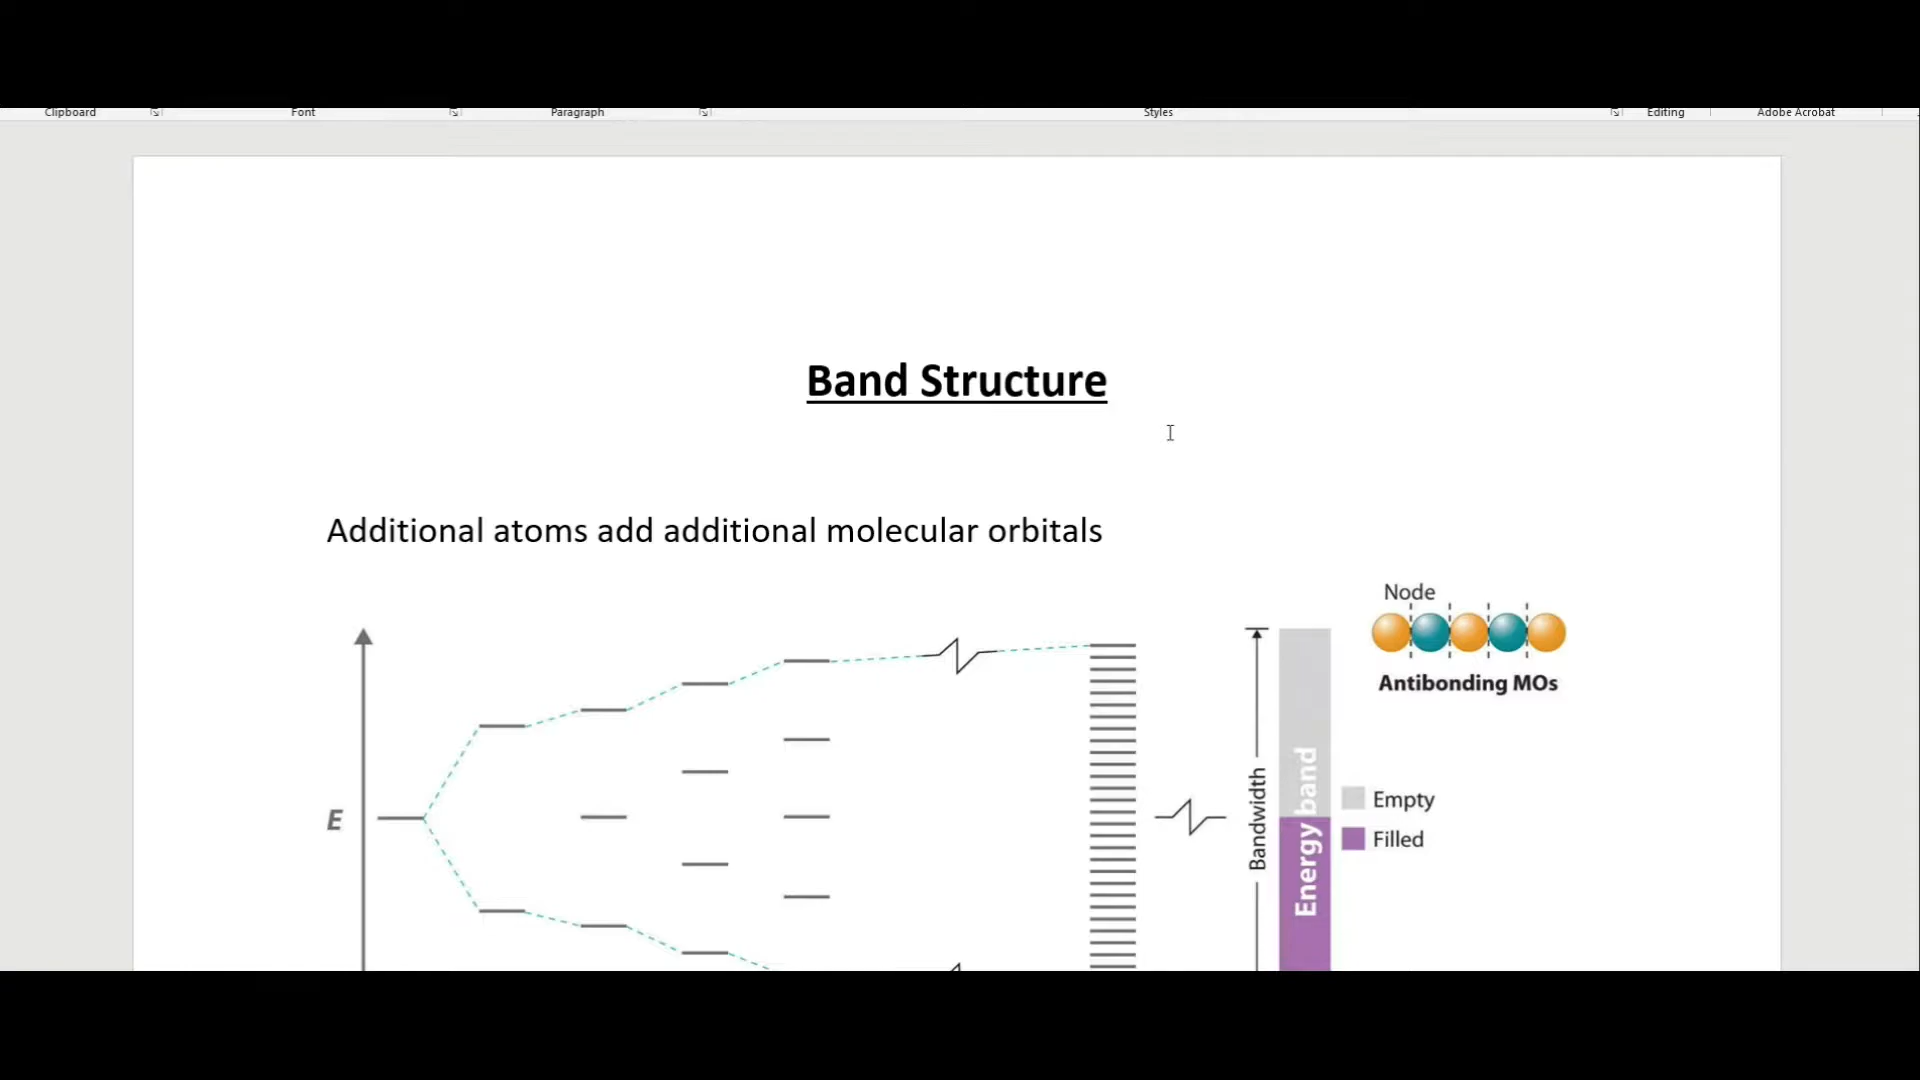 Clipboard Font Paragraph Styles Editing Adobe Acrobat
Band Structure
Additional atoms add additional molecular orbitals
Node
Antibonding MOs
E
Bandwidth
Energy band
Empty
Filled